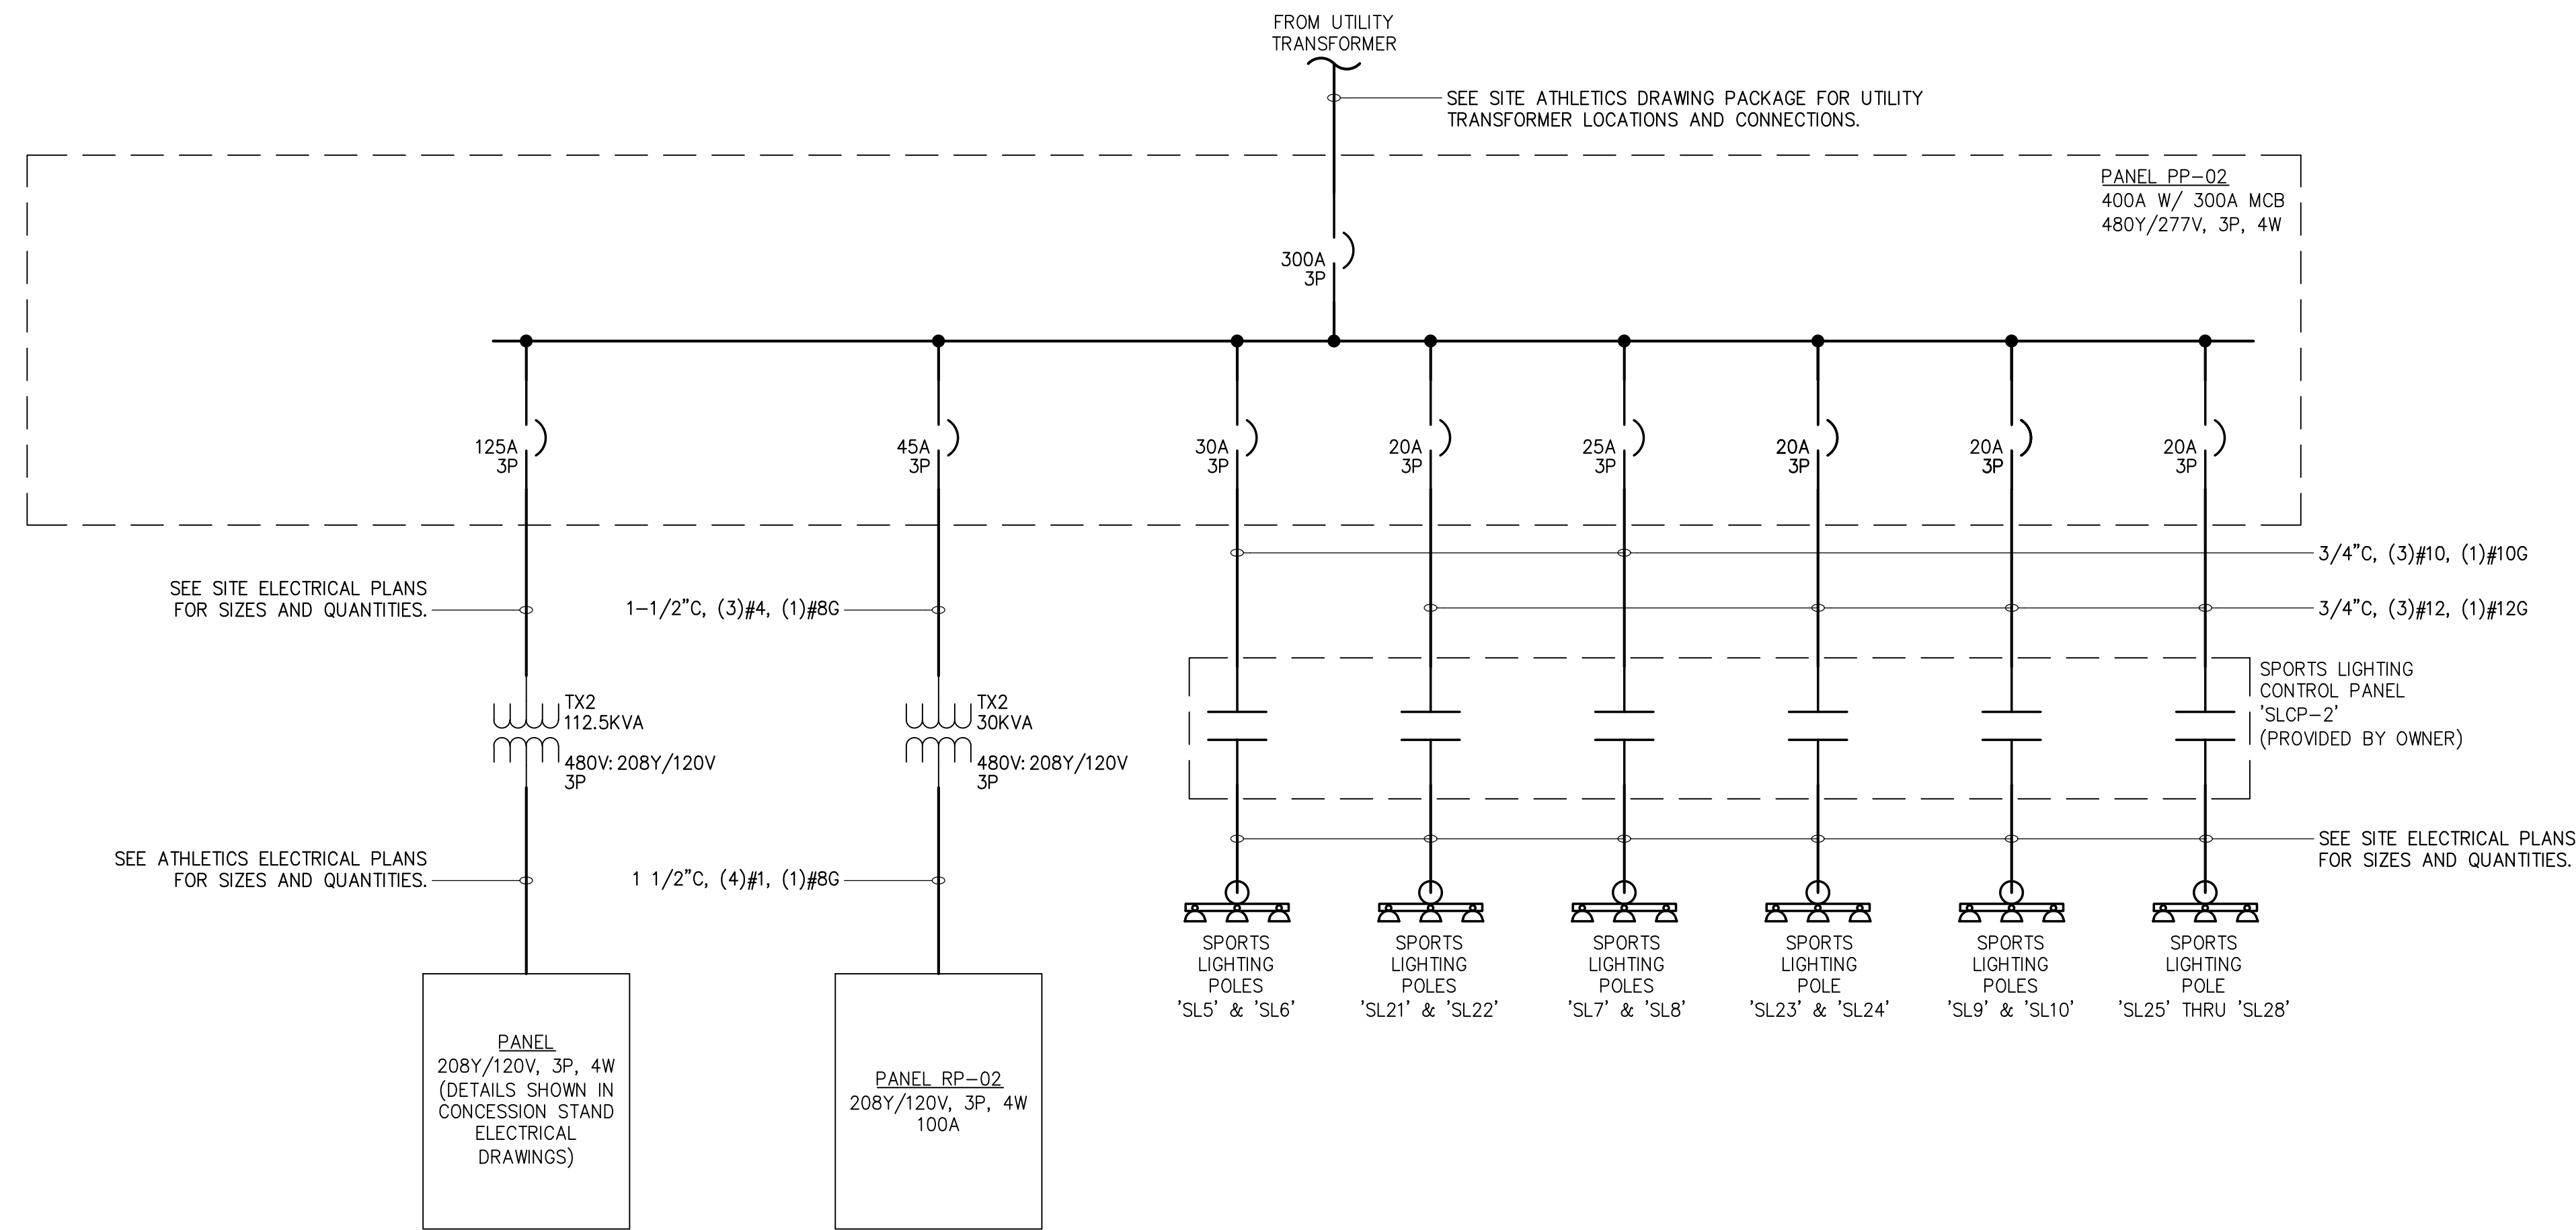 FROM UTILITY
TRANSFORMER
SEE SITE ATHLETICS DRAWING PACKAGE FOR UTILITY
TRANSFORMER LOCATIONS AND CONNECTIONS.
PANEL PP-02
400A W/ 300A MCB
480Y/277V, 3P, 4W
300A
3P
125A
3P
45A
3P
30A
3P
20A
3P
25A
3P
20A
3P
20A
3P
20A
3P
3/4"C, (3)#10, (1)#10G
SEE SITE ELECTRICAL PLANS
FOR SIZES AND QUANTITIES.
1-1/2"C, (3)#4, (1)#8G
3/4"C, (3)#12, (1)#12G
TX2
112.5KVA
480V:208Y/120V
3P
TX2
30KVA
480V:208Y/120V
3P
SPORTS LIGHTING
CONTROL PANEL
'SLCP-2'
(PROVIDED BY OWNER)
SEE ATHLETICS ELECTRICAL PLANS
FOR SIZES AND QUANTITIES.
1 1/2"C, (4)#1, (1)#8G
SEE SITE ELECTRICAL PLANS
FOR SIZES AND QUANTITIES.
SPORTS
LIGHTING
POLES
'SL5' & 'SL6'
SPORTS
LIGHTING
POLES
'SL21' & 'SL22'
SPORTS
LIGHTING
POLES
'SL7' & 'SL8'
SPORTS
LIGHTING
POLE
'SL23' & 'SL24'
SPORTS
LIGHTING
POLES
'SL9' & 'SL10'
SPORTS
LIGHTING
POLE
'SL25' THRU 'SL28'
PANEL
208Y/120V, 3P, 4W
(DETAILS SHOWN IN
CONCESSION STAND
ELECTRICAL
DRAWINGS)
PANEL RP-02
208Y/120V, 3P, 4W
100A